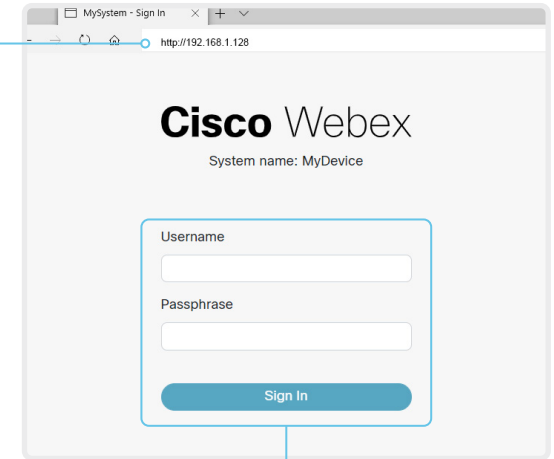 MySystem - Sign In
http://192.168.1.128
Cisco Webex
System name: MyDevice
Username
Passphrase
Sign In